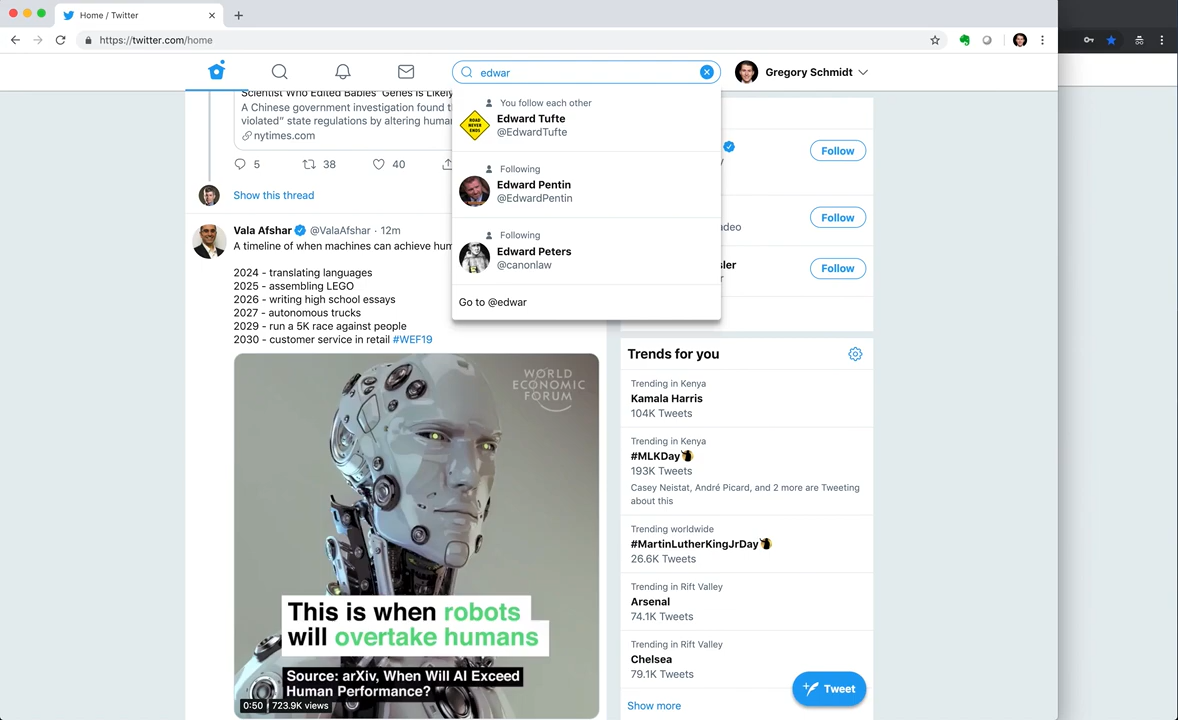 Home / Twitter
https://twitter.com/home
edwar
Gregory Schmidt
You follow each other
Edward Tufte
@EdwardTufte
Following
Edward Pentin
@EdwardPentin
Following
Edward Peters
@canonlaw
Go to @edwar
Scientist Who Edited Babies' Genes Is Likely
A Chinese government investigation found t
violated" state regulations by altering humar
nytimes.com
5 38 40
Show this thread
Vala Afshar @ValaAfshar · 12m
A timeline of when machines can achieve hum
2024 - translating languages
2025 - assembling LEGO
2026 - writing high school essays
2027 - autonomous trucks
2029 - run a 5K race against people
2030 - customer service in retail #WEF19
WORLD
ECONOMIC
FORUM
This is when robots
will overtake humans
Source: arXiv, When Will AI Exceed
Human Performance?
0:50 723.9K views
Follow
adeo
Follow
sler
Follow
Trends for you
Trending in Kenya
Kamala Harris
104K Tweets
Trending in Kenya
#MLKDay
193K Tweets
Casey Neistat, André Picard, and 2 more are Tweeting
about this
Trending worldwide
#MartinLutherKingJrDay
26.6K Tweets
Trending in Rift Valley
Arsenal
74.1K Tweets
Trending in Rift Valley
Chelsea
79.1K Tweets
Show more
Tweet
ROAD
NEVER
ENDS